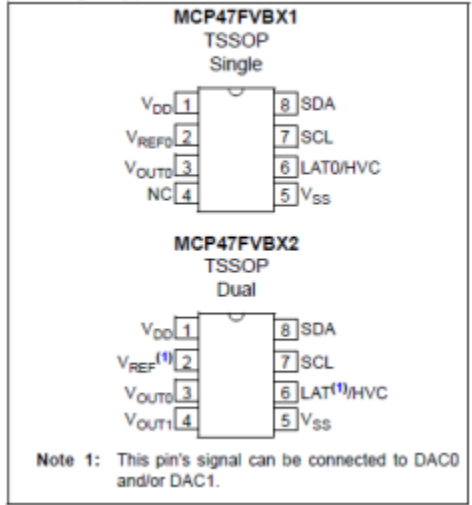 MCP47FVBX1
TSSOP
Single
VDD 1 8 SDA
VREF0 2 7 SCL
VOUT0 3 6 LAT0/HVC
NC 4 5 VSS
MCP47FVBX2
TSSOP
Dual
VDD 1 8 SDA
VREF(1) 2 7 SCL
VOUT0 3 6 LAT(1)/HVC
VOUT1 4 5 VSS
Note 1: This pin's signal can be connected to DAC0
and/or DAC1.